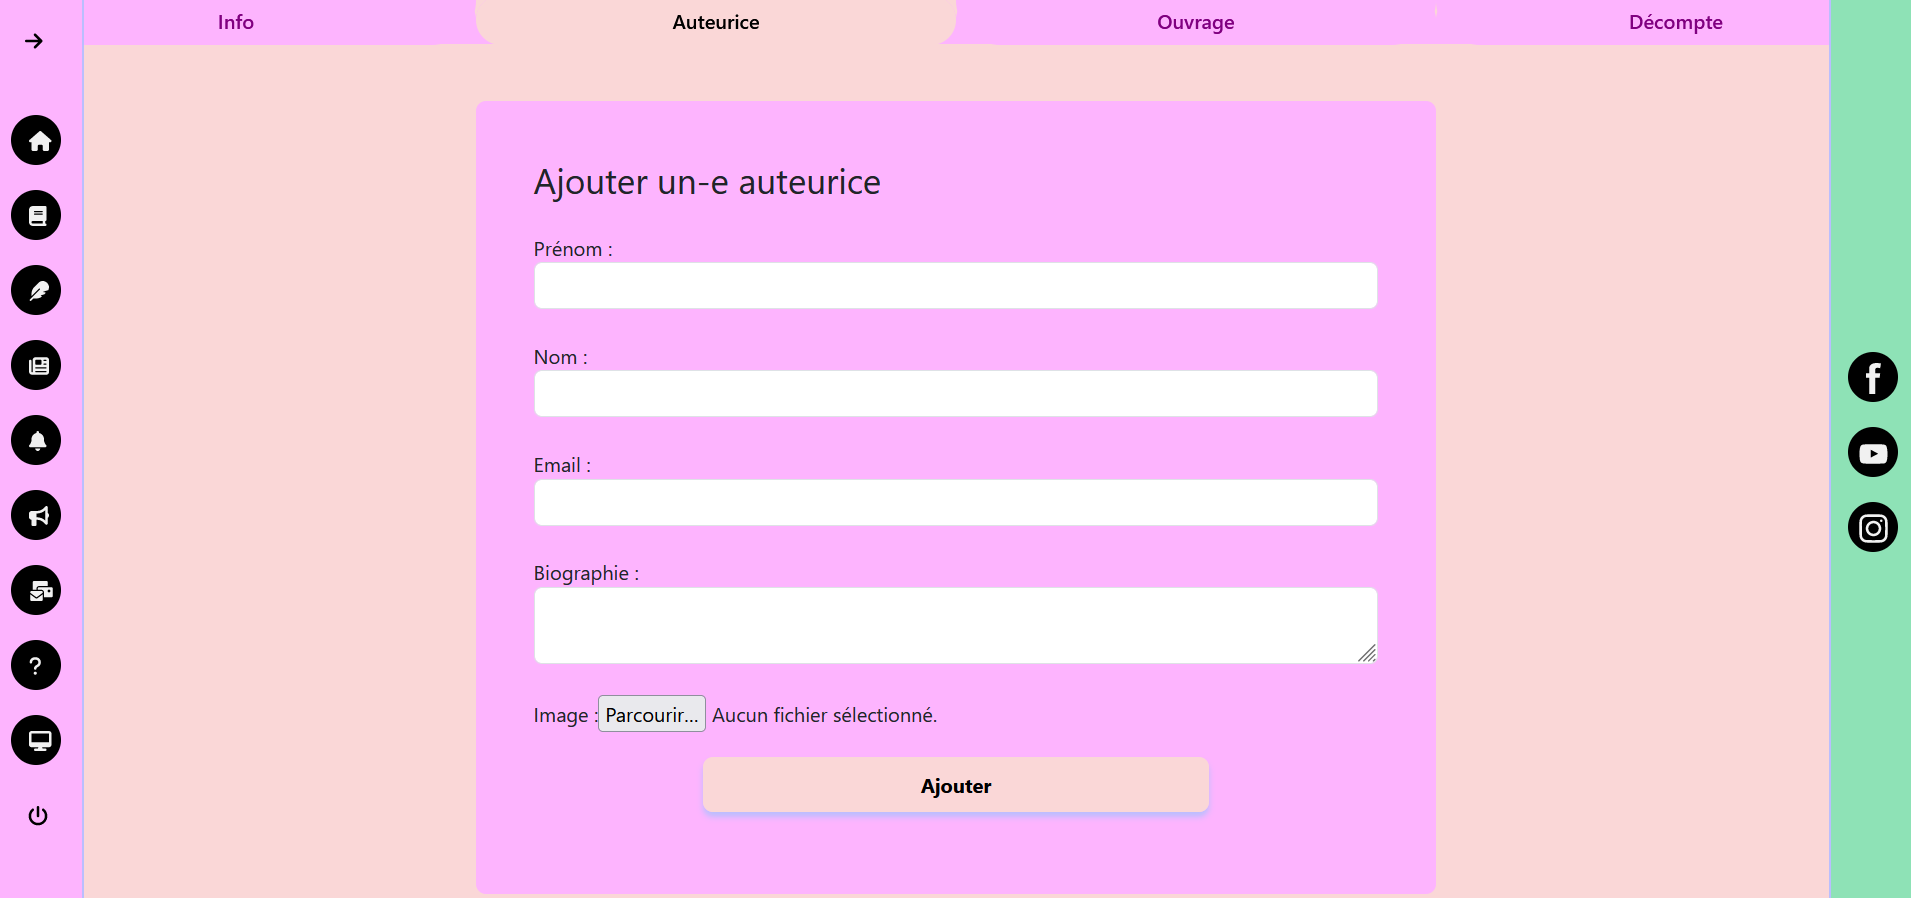 Info Auteurice Ouvrage Décompte
Ajouter un-e auteurice
Prénom :
Nom :
Email :
Biographie :
Image : Parcourir... Aucun fichier sélectionné.
Ajouter